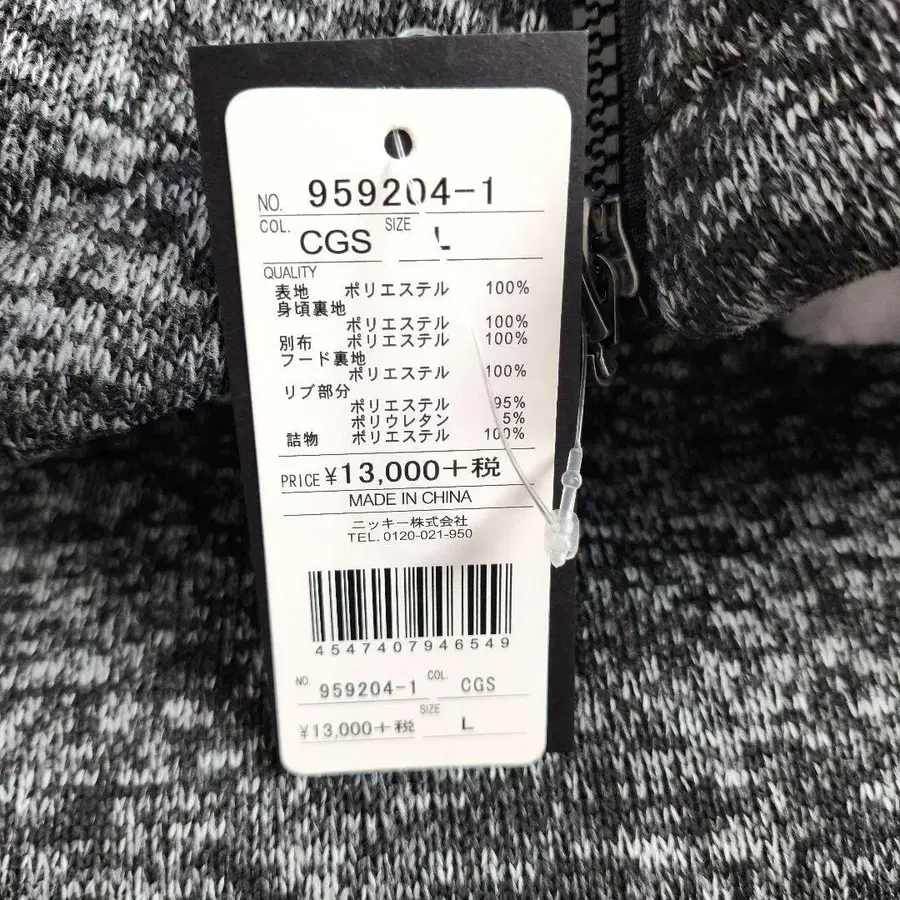 NO. 959204-1
COL. CGS SIZE L
QUALITY
表地 ポリエステル 100%
身頃裏地
ポリエステル 100%
別布 ポリエステル 100%
フード裏地
ポリエステル 100%
リブ部分
ポリエステル 95%
ポリウレタン 5%
詰物 ポリエステル 100%
PRICE ¥13,000+税
MADE IN CHINA
ニッキー株式会社
TEL. 0120-021-950
4547407946549
NO 959204-1 COL. CGS
¥13,000+税 SIZE L